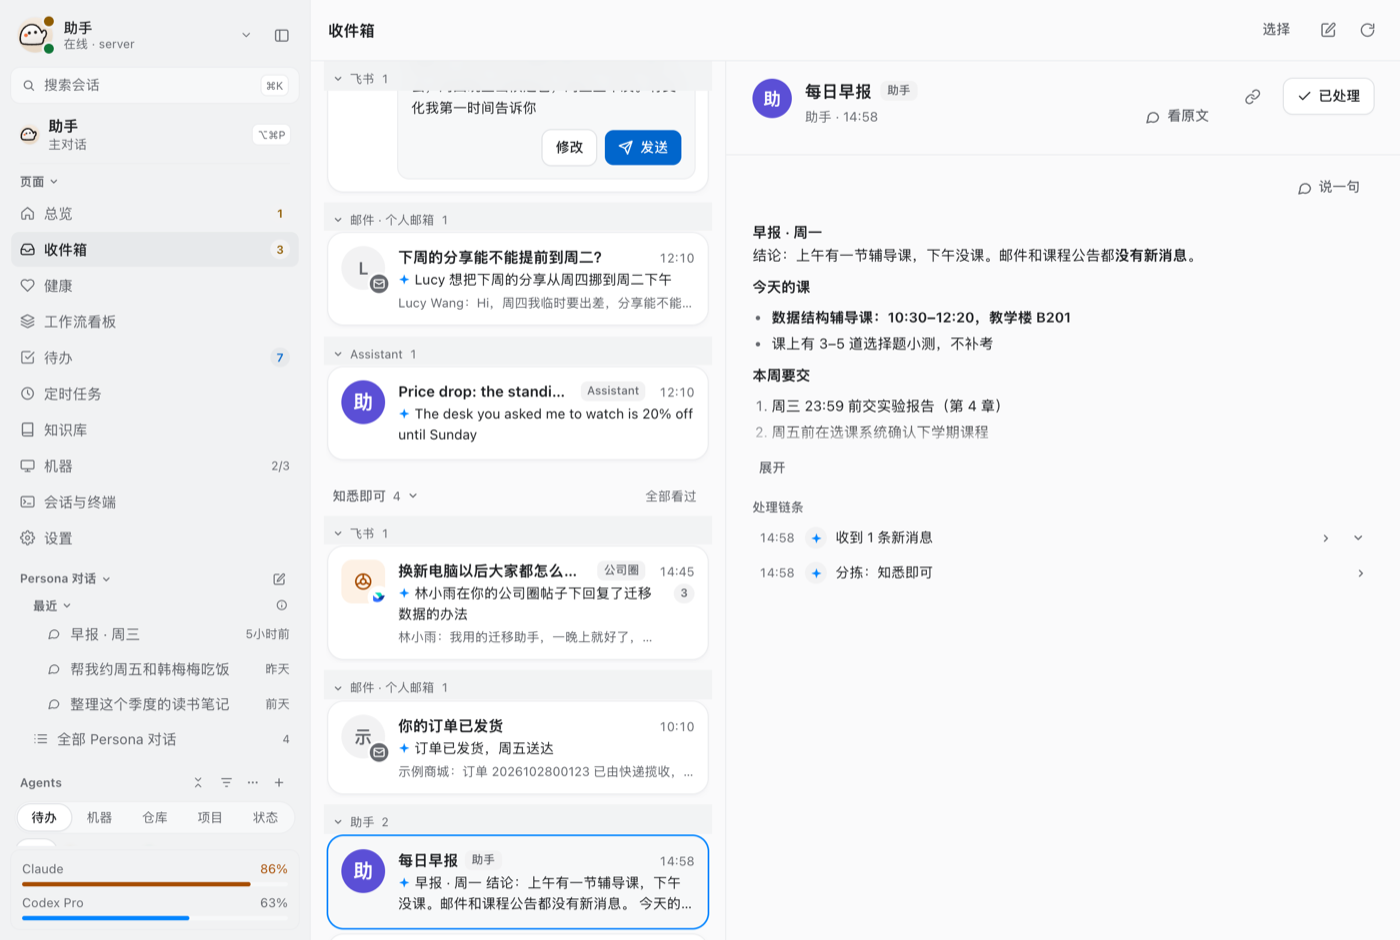 助手
在线 · server
搜索会话
⌘K
助手
主对话
⌥⌘P
页面
总览
1
收件箱
3
健康
工作流看板
待办
7
定时任务
知识库
机器
2/3
会话与终端
设置
Persona 对话
最近
早报 · 周三
5小时前
帮我约周五和韩梅梅吃饭
昨天
整理这个季度的读书笔记
前天
全部 Persona 对话
4
Agents
待办
机器
仓库
项目
状态
Claude
86%
Codex Pro
63%
收件箱
选择
飞书 1
化我第一时间告诉你
修改
发送
邮件 · 个人邮箱 1
L
下周的分享能不能提前到周二？
12:10
Lucy 想把下周的分享从周四挪到周二下午
Lucy Wang：Hi，周四我临时要出差，分享能不能...
Assistant 1
助
Price drop: the standi...
Assistant
12:10
The desk you asked me to watch is 20% off
until Sunday
知悉即可 4
全部看过
飞书 1
换新电脑以后大家都怎么...
公司圈
14:45
林小雨在你的公司圈帖子下回复了迁移
数据的办法
3
林小雨：我用的迁移助手，一晚上就好了，...
邮件 · 个人邮箱 1
示
你的订单已发货
10:10
订单已发货，周五送达
示例商城：订单 2026102800123 已由快递揽收，...
助手 2
助
每日早报
助手
14:58
早报 · 周一 结论：上午有一节辅导课，下午
没课。邮件和课程公告都没有新消息。 今天的...
助
每日早报
助手
助手 · 14:58
看原文
已处理
说一句
早报 · 周一
结论：上午有一节辅导课，下午没课。邮件和课程公告都没有新消息。
今天的课
• 数据结构辅导课：10:30–12:20，教学楼 B201
• 课上有 3–5 道选择题小测，不补考
本周要交
1. 周三 23:59 前交实验报告（第 4 章）
2. 周五前在选课系统确认下学期课程
展开
处理链条
14:58
收到 1 条新消息
14:58
分拣：知悉即可